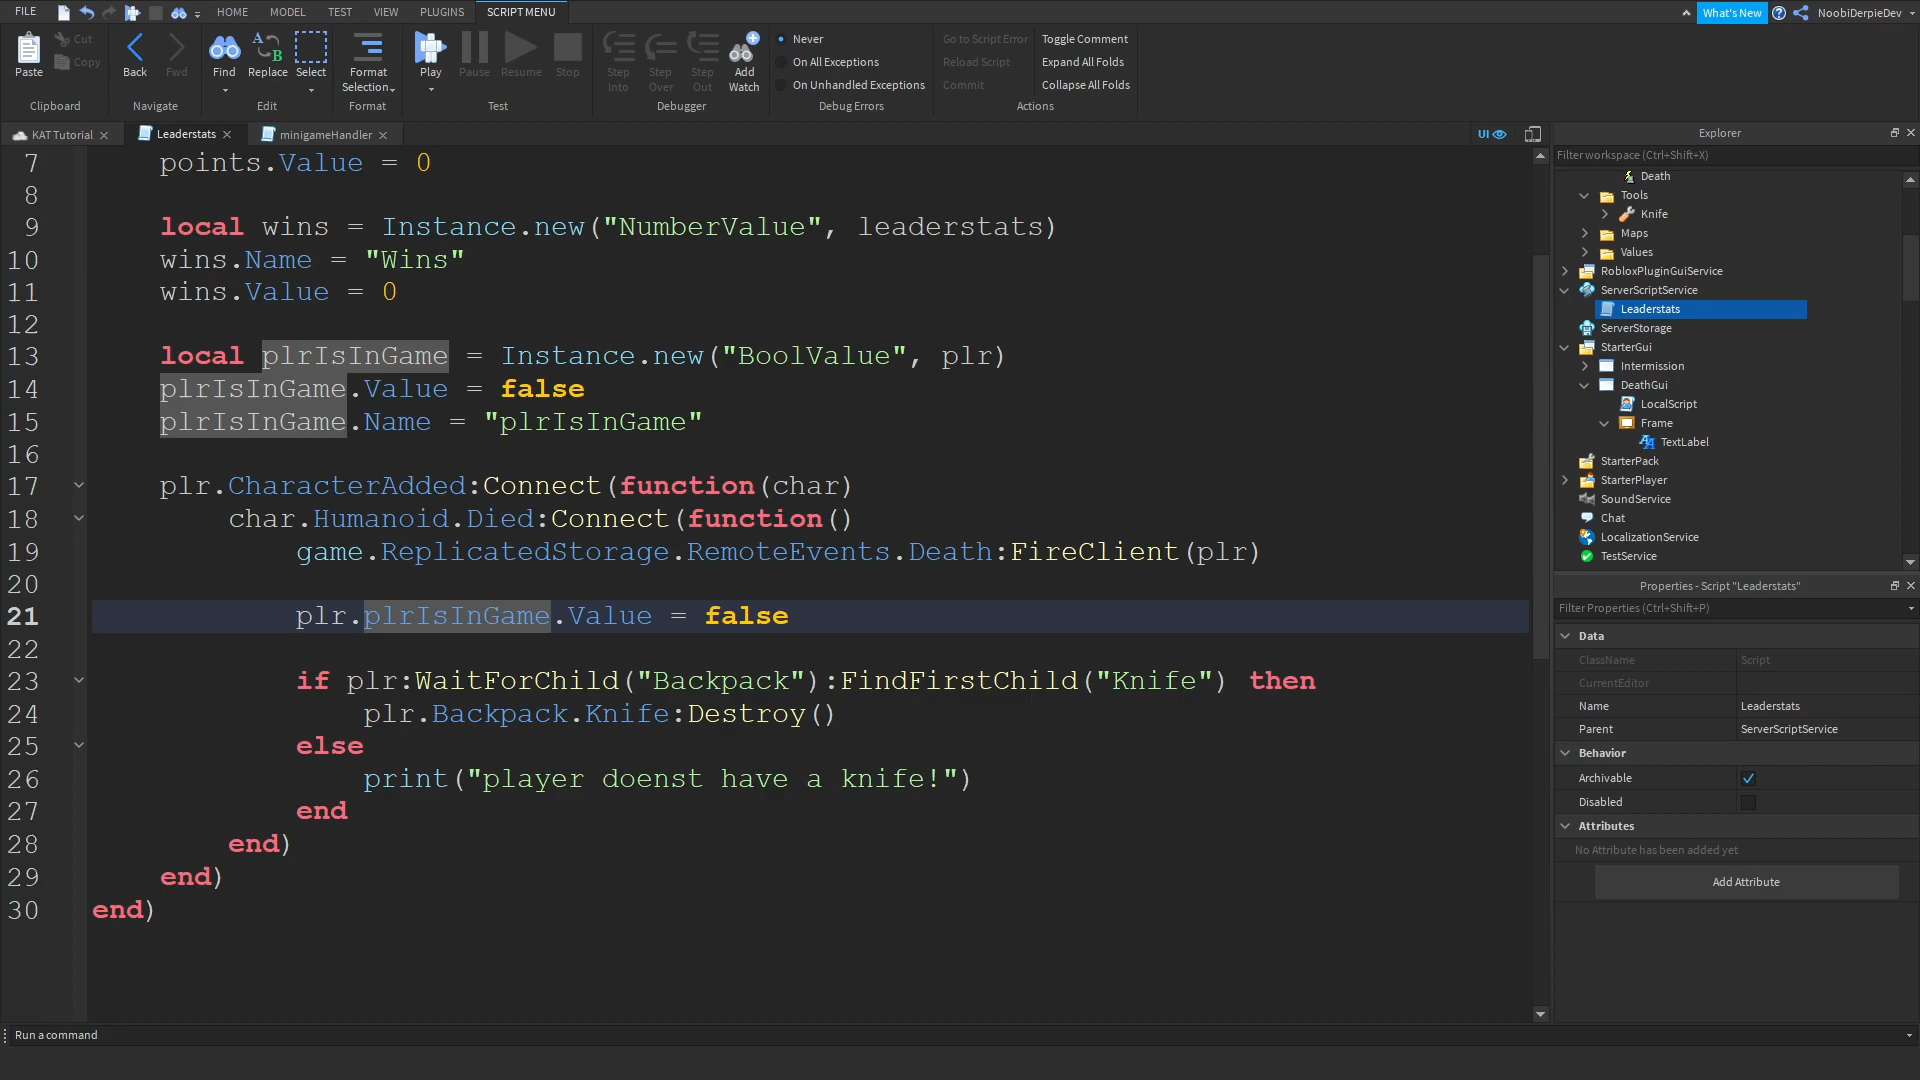 FILE HOME MODEL TEST VIEW PLUGINS SCRIPT MENU What's New NoobiDerpieDev
Paste Cut Copy Clipboard
Back Fwd Navigate
Find Replace Select Edit
Format Selection Format
Play Pause Resume Stop Test
Step Into Step Over Step Out Add Watch Debugger
Never
On All Exceptions
On Unhandled Exceptions
Debug Errors
Go to Script Error Toggle Comment
Reload Script Expand All Folds
Commit Collapse All Folds
Actions
KAT Tutorial Leaderstats minigameHandler UI
7 points.Value = 0
8
9 local wins = Instance.new("NumberValue", leaderstats)
10 wins.Name = "Wins"
11 wins.Value = 0
12
13 local plrIsInGame = Instance.new("BoolValue", plr)
14 plrIsInGame.Value = false
15 plrIsInGame.Name = "plrIsInGame"
16
17 plr.CharacterAdded:Connect(function(char)
18 char.Humanoid.Died:Connect(function()
19 game.ReplicatedStorage.RemoteEvents.Death:FireClient(plr)
20
21 plr.plrIsInGame.Value = false
22
23 if plr:WaitForChild("Backpack"):FindFirstChild("Knife") then
24 plr.Backpack.Knife:Destroy()
25 else
26 print("player doenst have a knife!")
27 end
28 end)
29 end)
30 end)
Explorer
Filter workspace (Ctrl+Shift+X)
Death
Tools
Knife
Maps
Values
RobloxPluginGuiService
ServerScriptService
Leaderstats
ServerStorage
StarterGui
Intermission
DeathGui
LocalScript
Frame
TextLabel
StarterPack
StarterPlayer
SoundService
Chat
LocalizationService
TestService
Properties - Script "Leaderstats"
Filter Properties (Ctrl+Shift+P)
Data
ClassName Script
CurrentEditor
Name Leaderstats
Parent ServerScriptService
Behavior
Archivable
Disabled
Attributes
No Attribute has been added yet
Add Attribute
Run a command